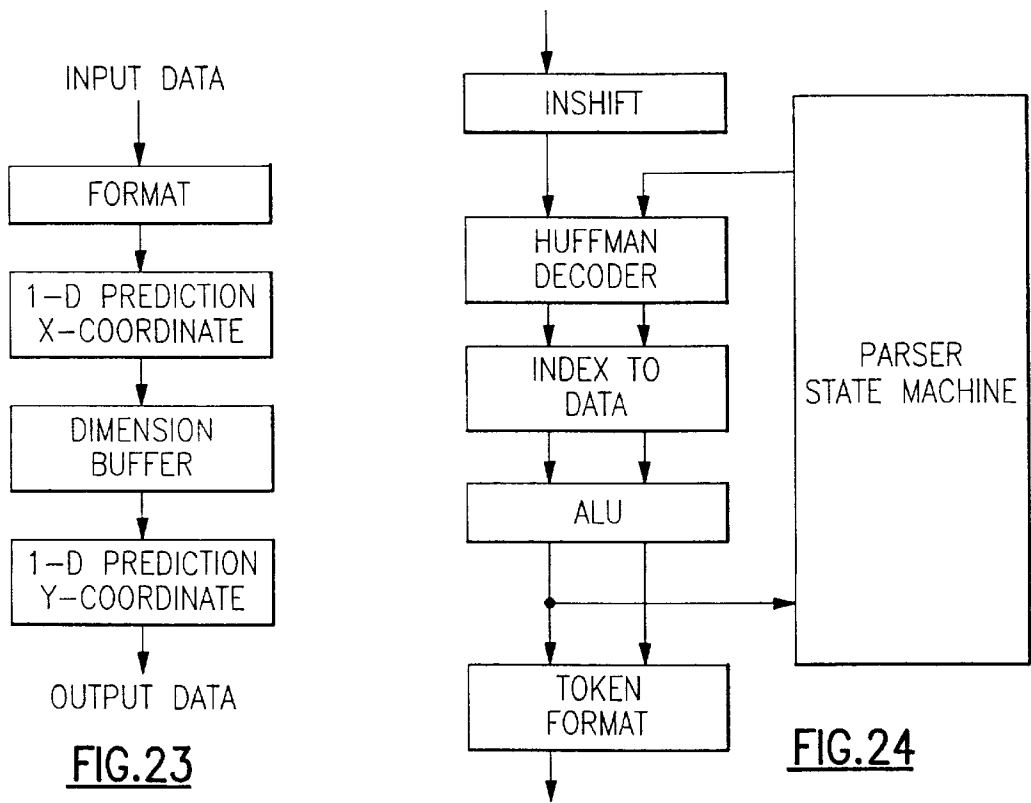 INPUT DATA
FORMAT
1-D PREDICTION
X-COORDINATE
DIMENSION
BUFFER
1-D PREDICTION
Y-COORDINATE
OUTPUT DATA
FIG.23
INSHIFT
HUFFMAN
DECODER
INDEX TO
DATA
ALU
TOKEN
FORMAT
PARSER
STATE MACHINE
FIG.24